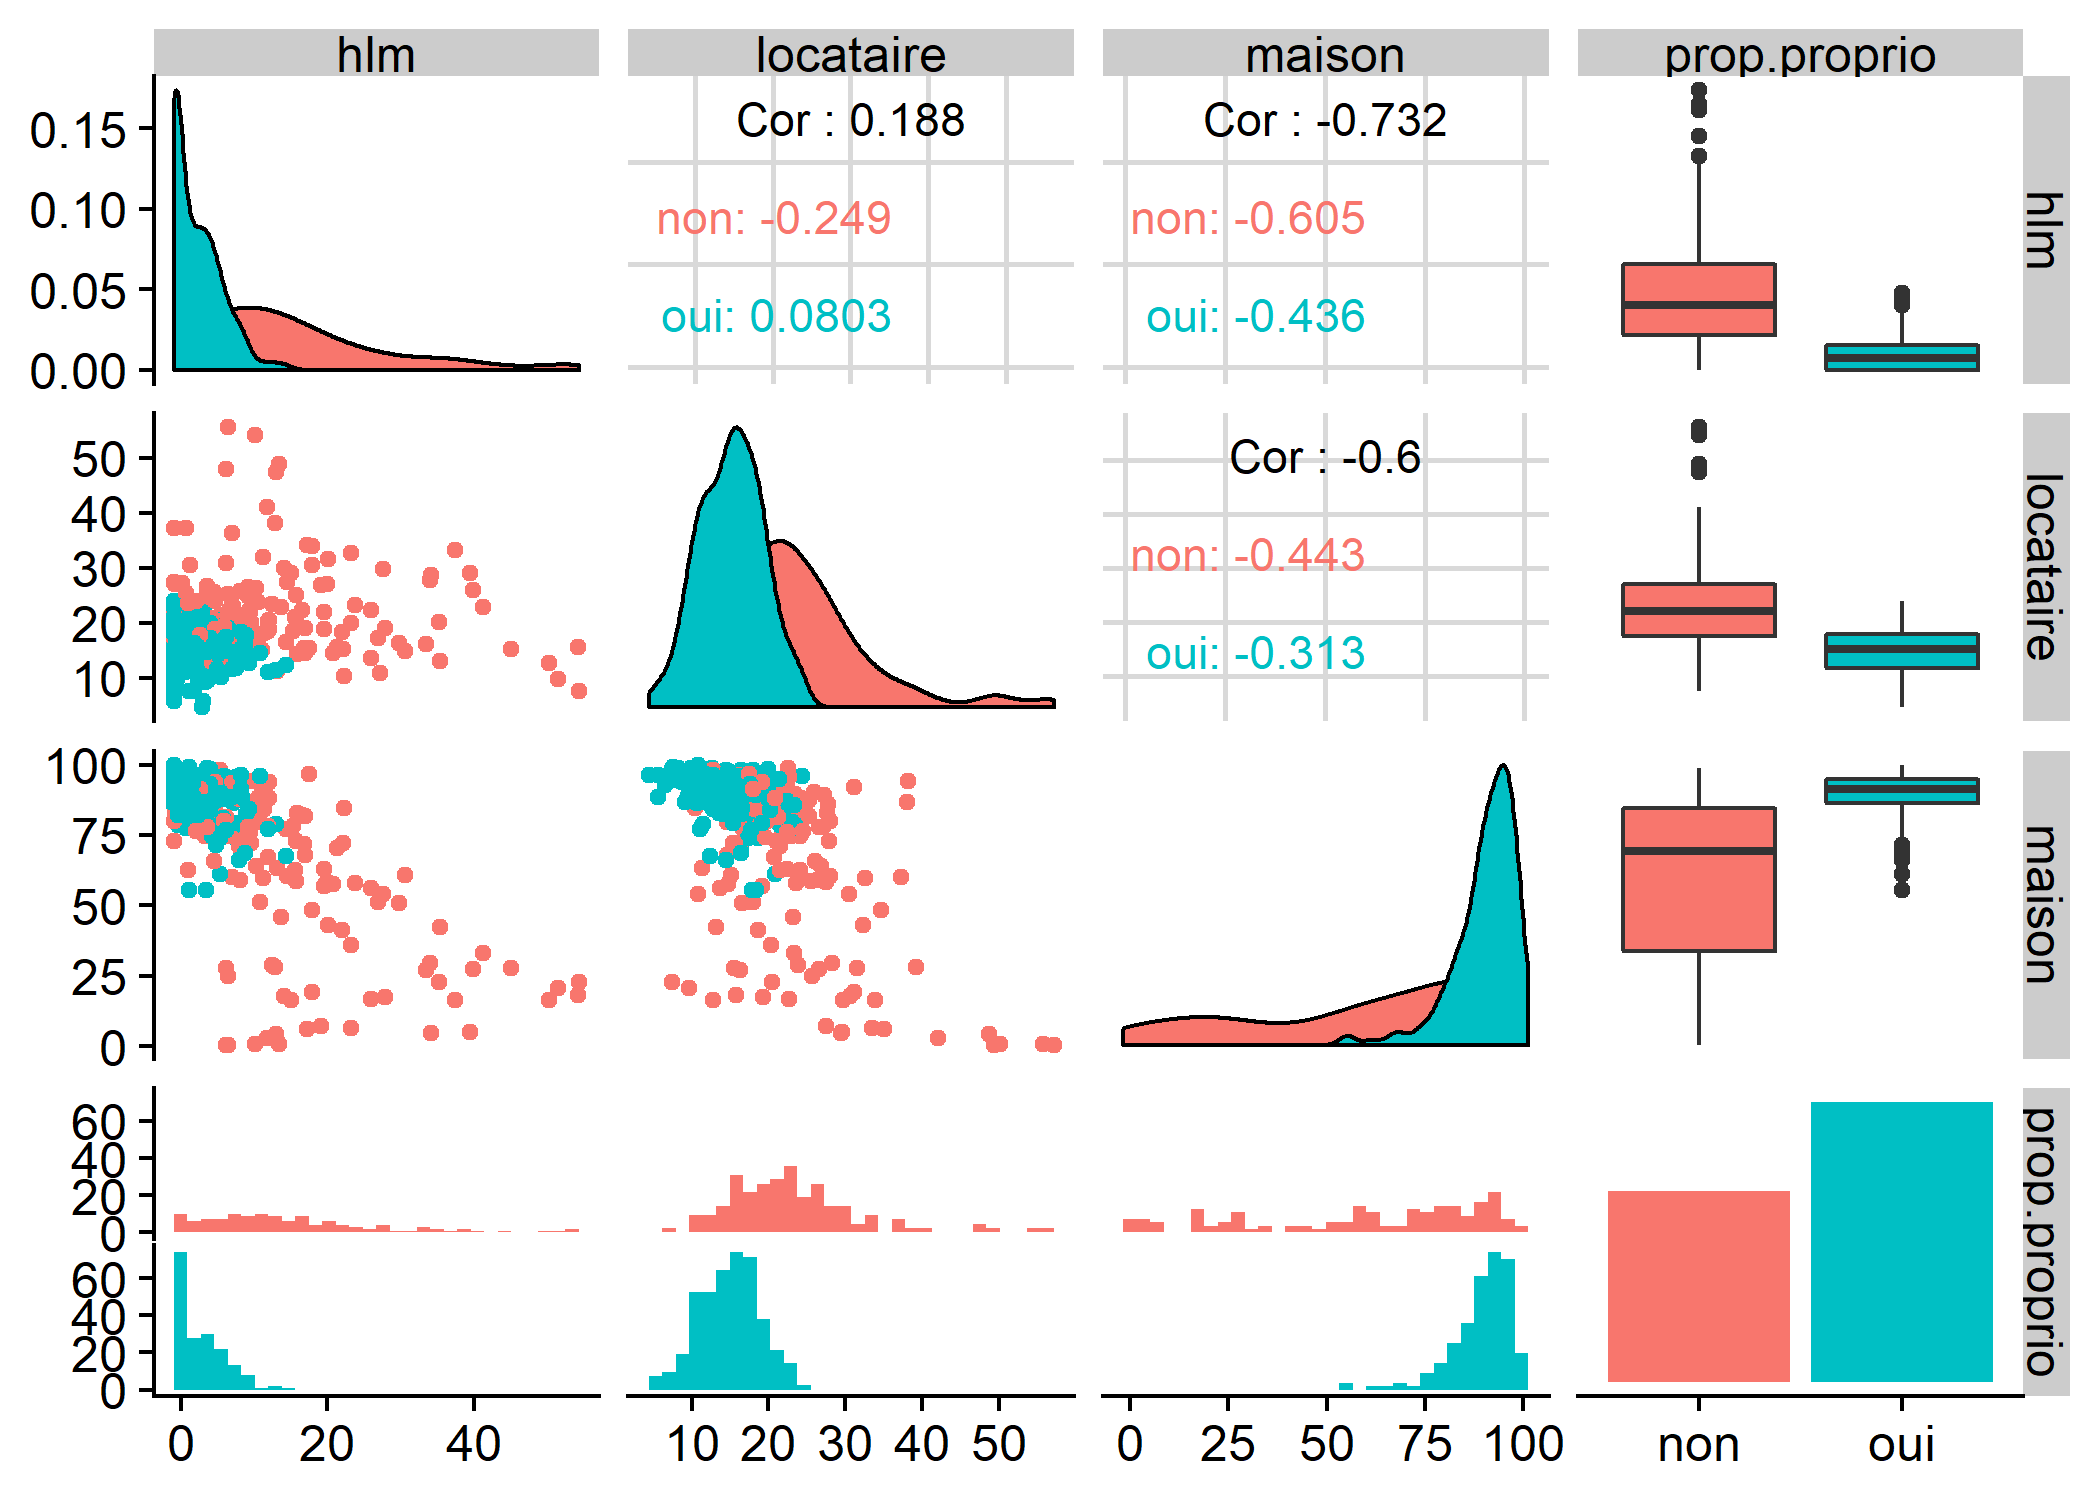 hlm locataire maison prop.proprio
0.15
0.10
0.05
0.00
Cor : 0.188
non: -0.249
oui: 0.0803
Cor : -0.732
non: -0.605
oui: -0.436
hlm
50
40
30
20
10
Cor : -0.6
non: -0.443
oui: -0.313
locataire
100
75
50
25
0
maison
60
40
20
0
60
40
20
0
prop.proprio
0 20 40 10 20 30 40 50 0 25 50 75 100 non oui